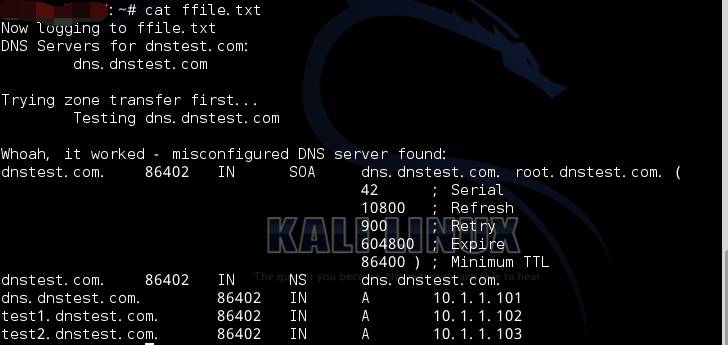 :~# cat ffile.txt
Now logging to ffile.txt
DNS Servers for dnstest.com:
        dns.dnstest.com

Trying zone transfer first...
        Testing dns.dnstest.com

Whoah, it worked - misconfigured DNS server found:
dnstest.com.    86402   IN      SOA     dns.dnstest.com. root.dnstest.com. (
                                        42      ; Serial
                                        10800   ; Refresh
                                        900     ; Retry
                                        604800  ; Expire
                                        86400 ) ; Minimum TTL
KALI LINUX
dnstest.com.    86402   IN      NS      dns.dnstest.com.
The quieter you become, the more you are able to hear.
dns.dnstest.com.        86402   IN      A       10.1.1.101
test1.dnstest.com.      86402   IN      A       10.1.1.102
test2.dnstest.com.      86402   IN      A       10.1.1.103